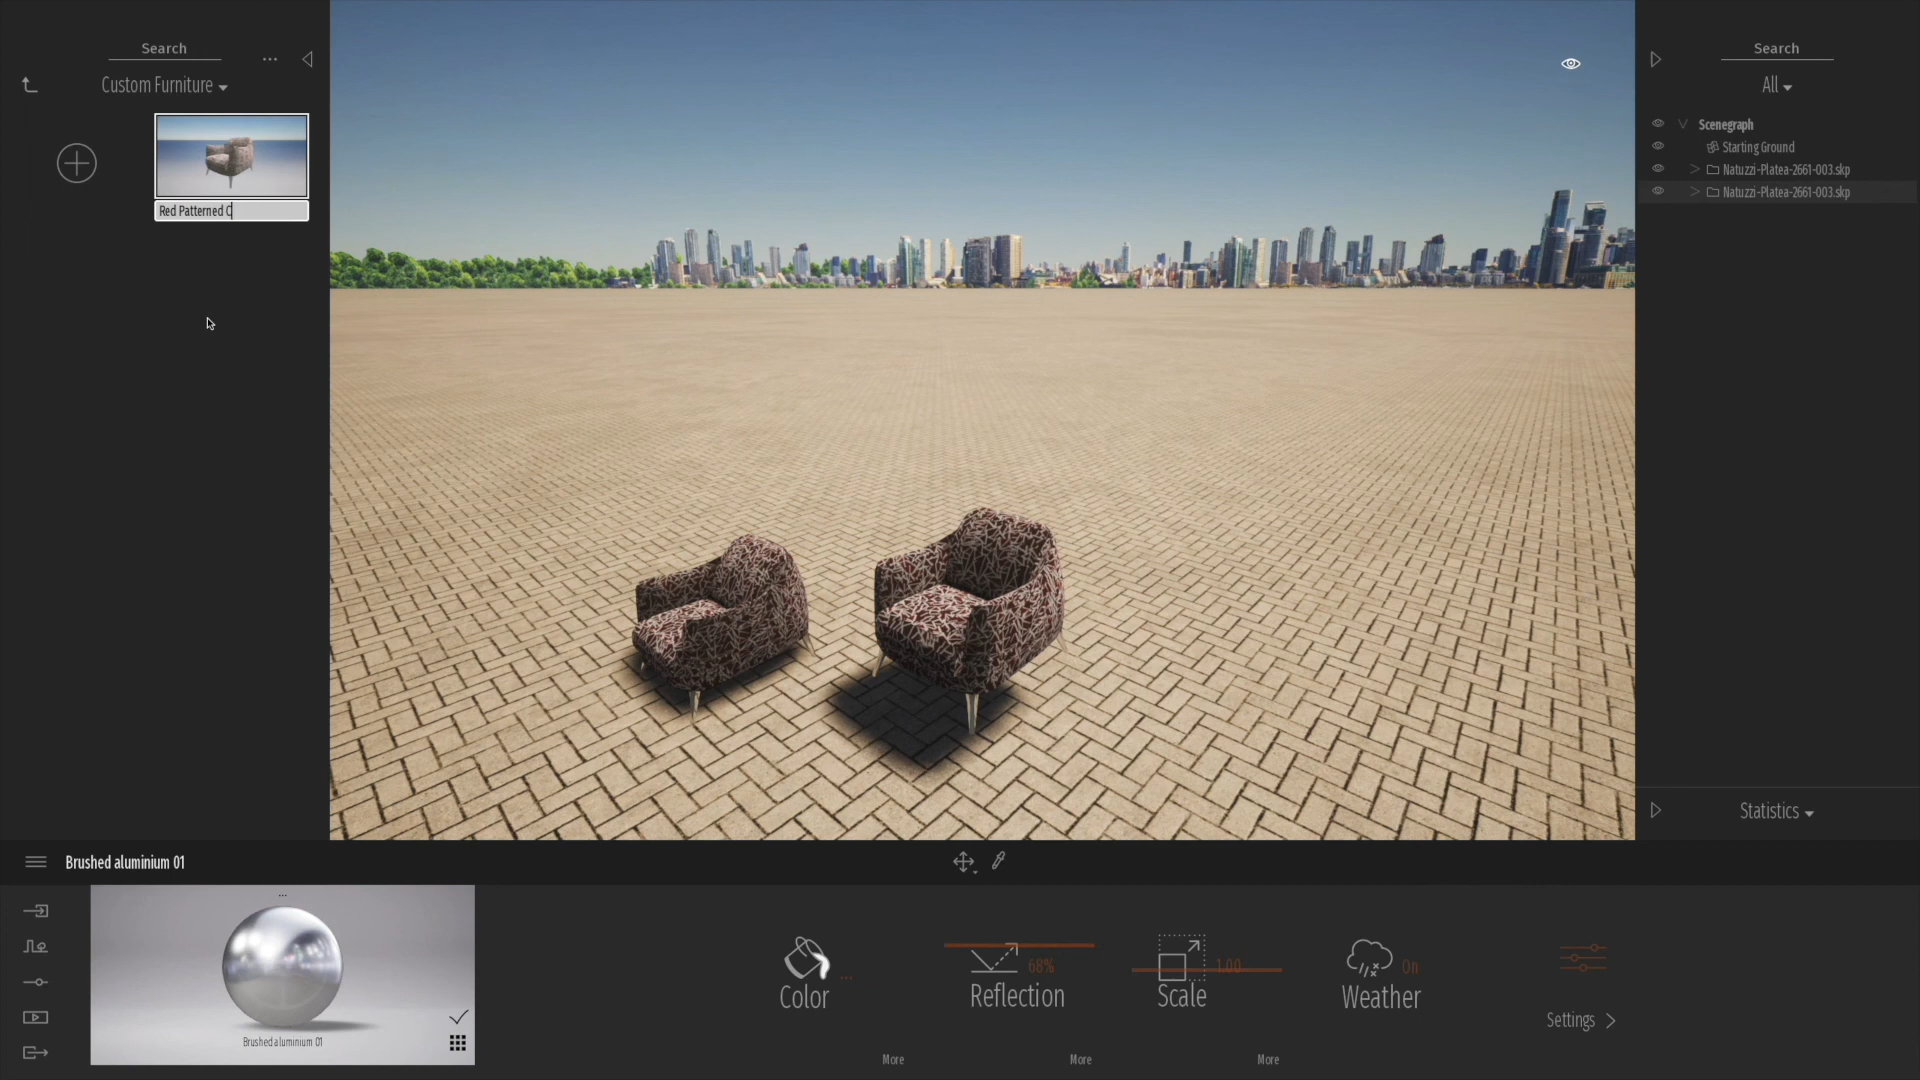 Search
...
Custom Furniture
Red Patterned C
Search
All
Scenegraph
Starting Ground
Natuzzi-Platea-2661-003.skp
Natuzzi-Platea-2661-003.skp
Statistics
Brushed aluminium 01
...
Brushed aluminium 01
Color
...
68%
Reflection
1.00
Scale
On
Weather
Settings
More
More
More